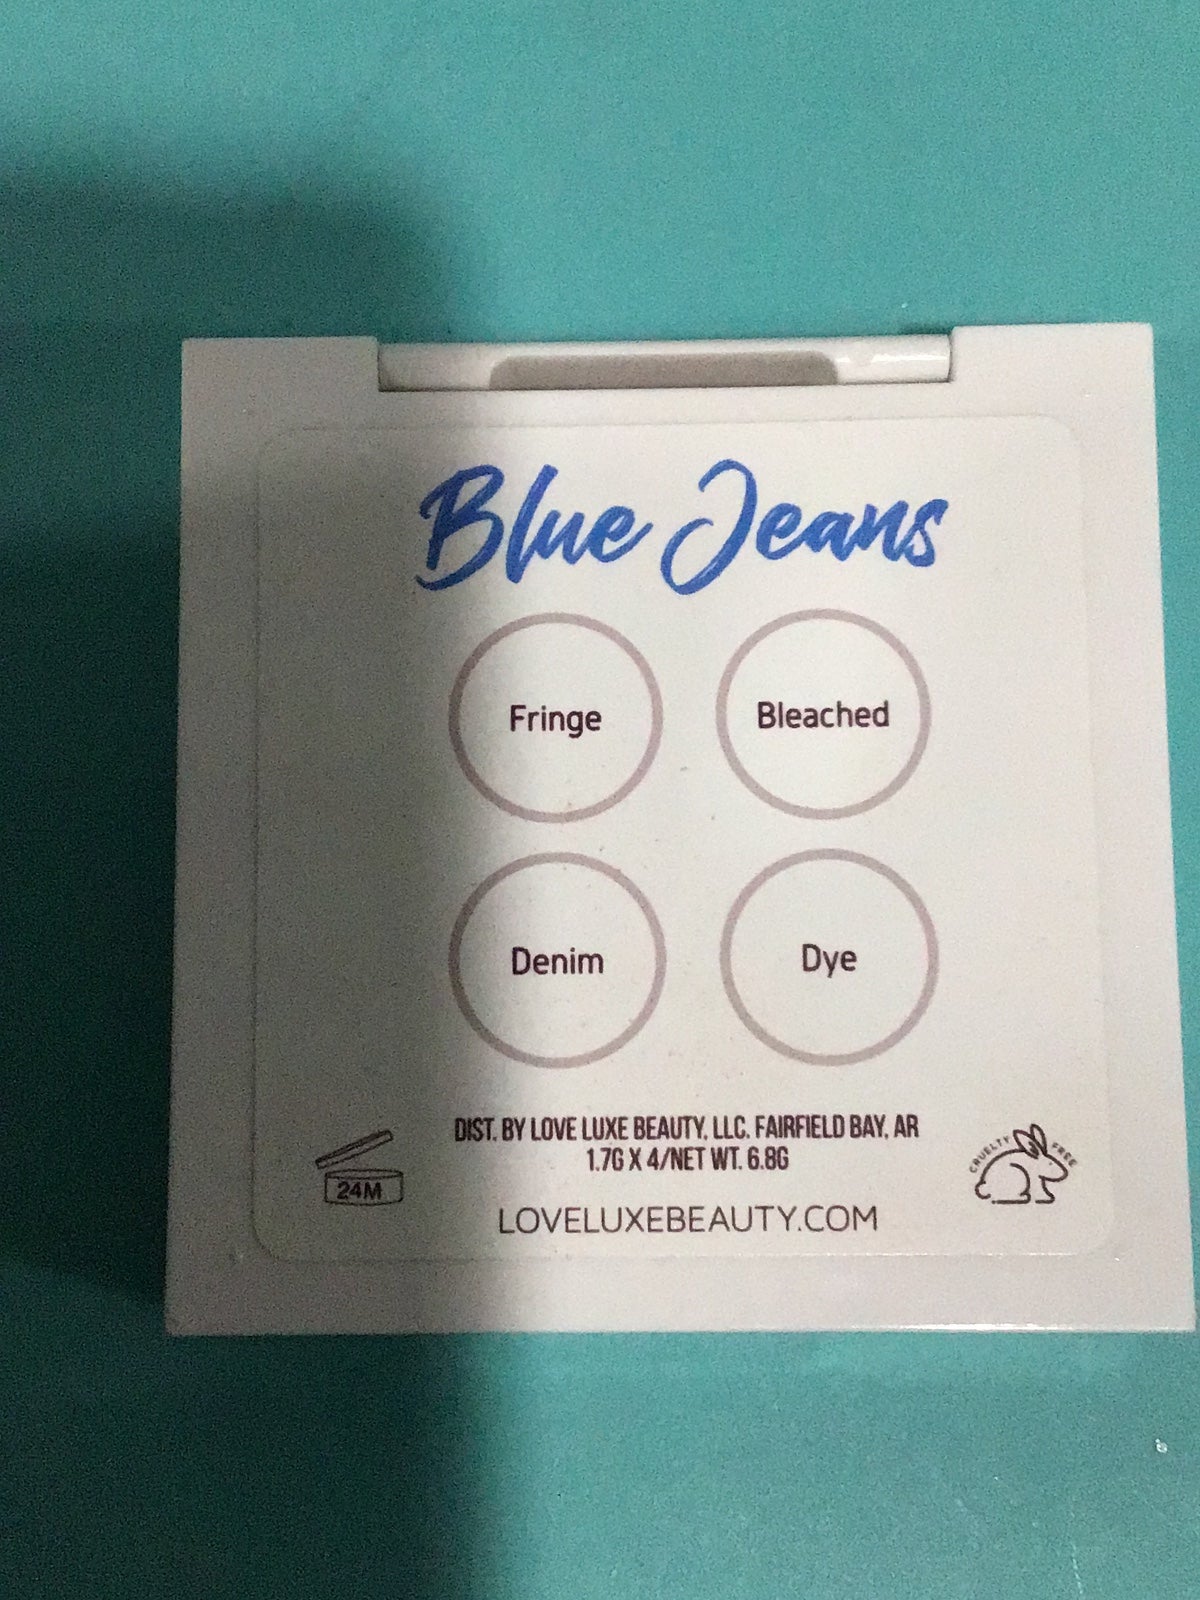 Blue Jeans
Fringe
Bleached
Denim
Dye
DIST. BY LOVE LUXE BEAUTY, LLC. FAIRFIELD BAY, AR
1.7G X 4/NET WT. 6.8G
24M
CRUELTY FREE
LOVELUXEBEAUTY.COM